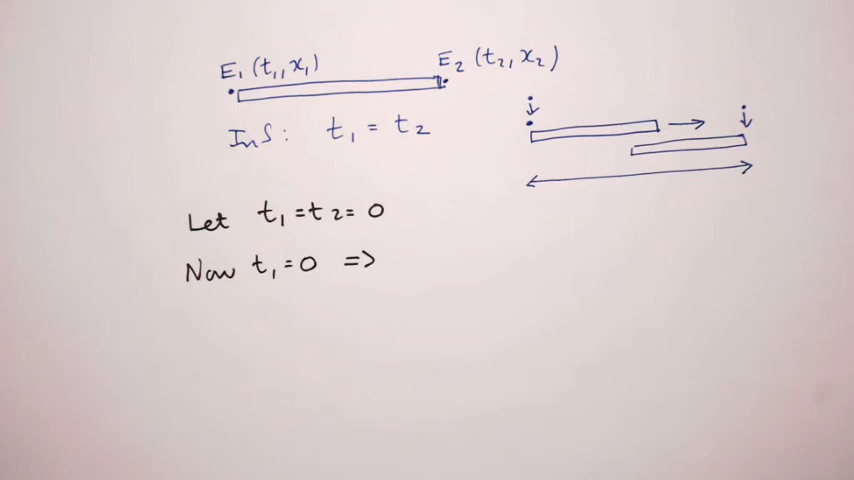 E₁ (t₁, x₁)
E₂ (t₂, x₂)
In S: t₁ = t₂
Let t₁ = t₂ = 0
Now t₁ = 0 =>